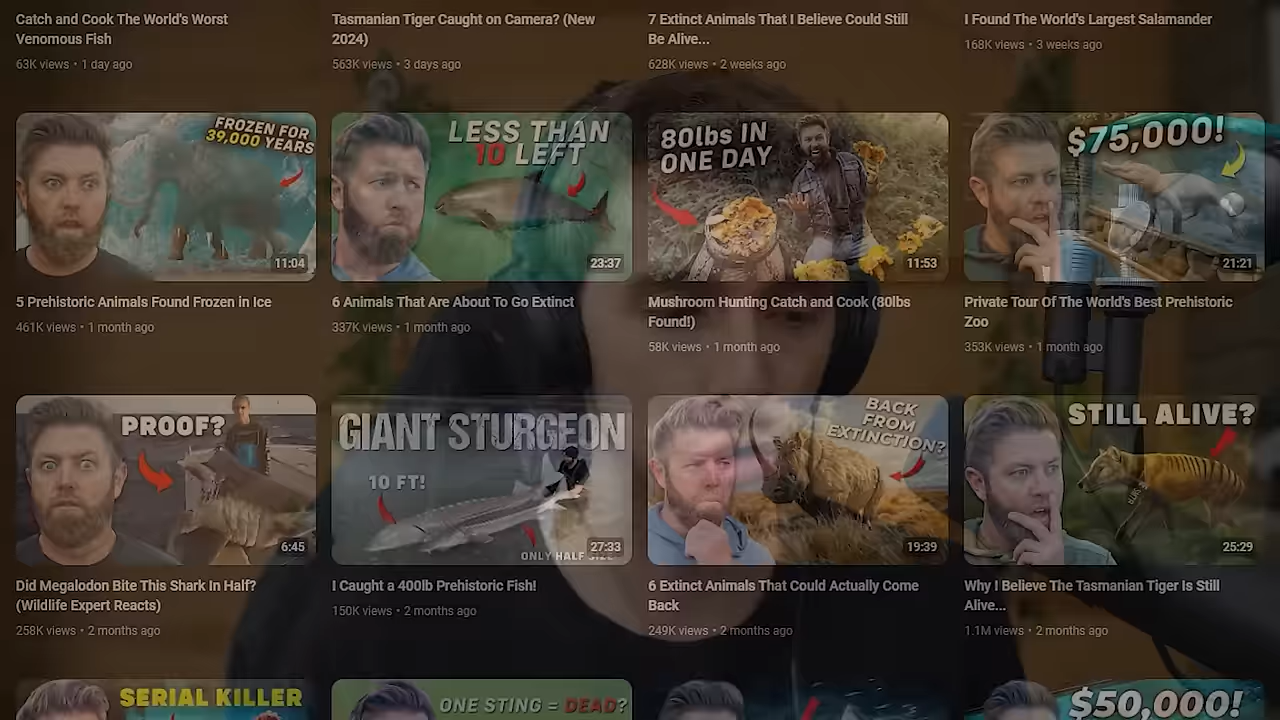 Catch and Cook The World's Worst
Venomous Fish
63K views • 1 day ago
Tasmanian Tiger Caught on Camera? (New
2024)
563K views • 3 days ago
7 Extinct Animals That I Believe Could Still
Be Alive...
628K views • 2 weeks ago
I Found The World's Largest Salamander
168K views • 3 weeks ago
FROZEN FOR
39,000 YEARS
11:04
LESS THAN
10 LEFT
23:37
80lbs IN
ONE DAY
11:53
$75,000!
21:21
5 Prehistoric Animals Found Frozen in Ice
461K views • 1 month ago
6 Animals That Are About To Go Extinct
337K views • 1 month ago
Mushroom Hunting Catch and Cook (80lbs
Found!)
58K views • 1 month ago
Private Tour Of The World's Best Prehistoric
Zoo
353K views • 1 month ago
PROOF?
6:45
GIANT STURGEON
10 FT!
ONLY HALF SIZE
27:33
BACK
FROM
EXTINCTION?
19:39
STILL ALIVE?
25:29
Did Megalodon Bite This Shark In Half?
(Wildlife Expert Reacts)
258K views • 2 months ago
I Caught a 400lb Prehistoric Fish!
150K views • 2 months ago
6 Extinct Animals That Could Actually Come
Back
249K views • 2 months ago
Why I Believe The Tasmanian Tiger Is Still
Alive...
1.1M views • 2 months ago
SERIAL KILLER
ONE STING = DEAD?
$50,000!